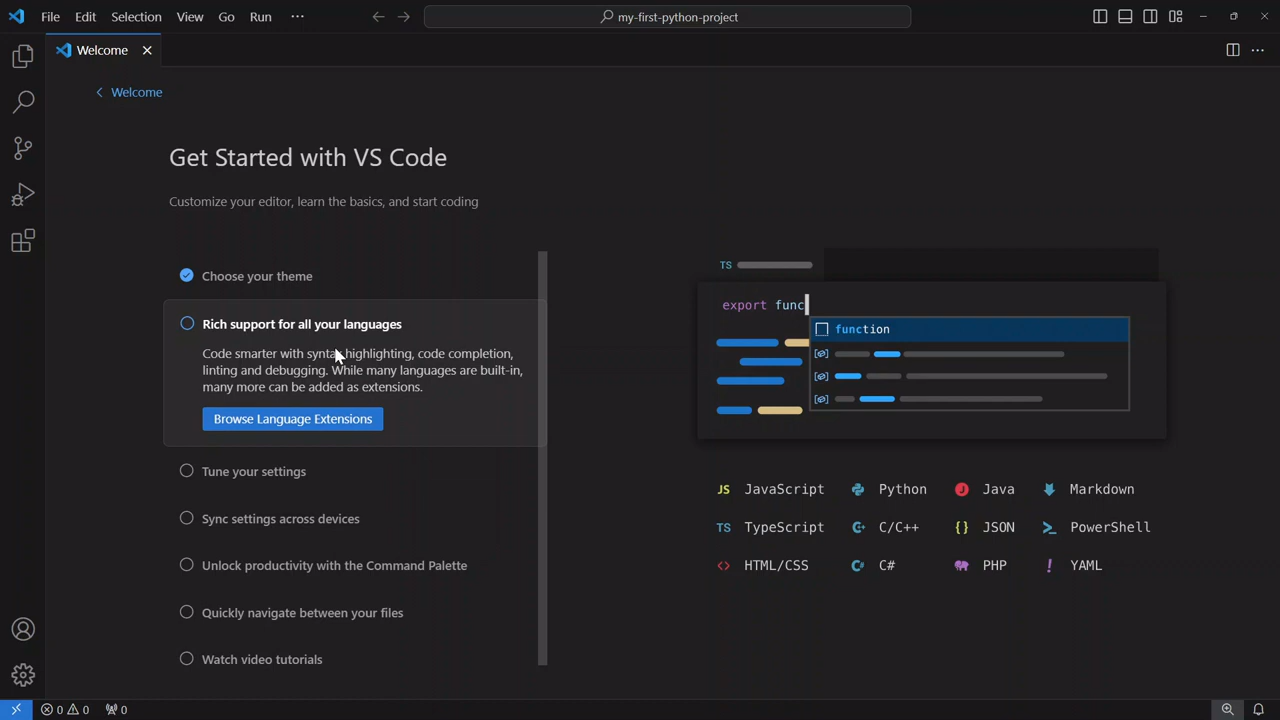 File Edit Selection View Go Run ···
my-first-python-project
Welcome
Welcome
Get Started with VS Code
Customize your editor, learn the basics, and start coding
Choose your theme
Rich support for all your languages
Code smarter with syntax highlighting, code completion,
linting and debugging. While many languages are built-in,
many more can be added as extensions.
Browse Language Extensions
Tune your settings
Sync settings across devices
Unlock productivity with the Command Palette
Quickly navigate between your files
Watch video tutorials
TS
export func
function
JS JavaScript Python J Java Markdown
TS TypeScript C/C++ {} JSON PowerShell
<> HTML/CSS C# PHP ! YAML
0 0 0